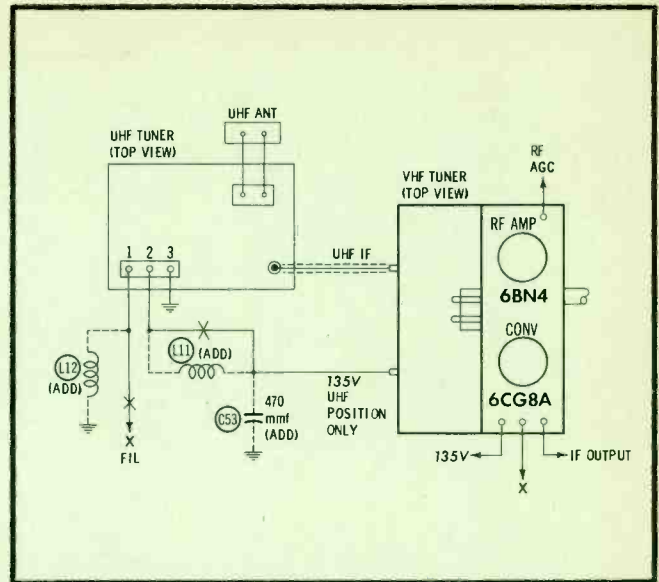 UHF ANT
UHF TUNER
(TOP VIEW)
VHF TUNER
(TOP VIEW)
RF
AGC
1 2 3
UHF IF
RF AMP
6BN4
L12
(ADD)
L11
(ADD)
CONV
6CG8A
C53
470
mmf
(ADD)
135V
UHF
POSITION
ONLY
X
FIL
135V
IF OUTPUT
X